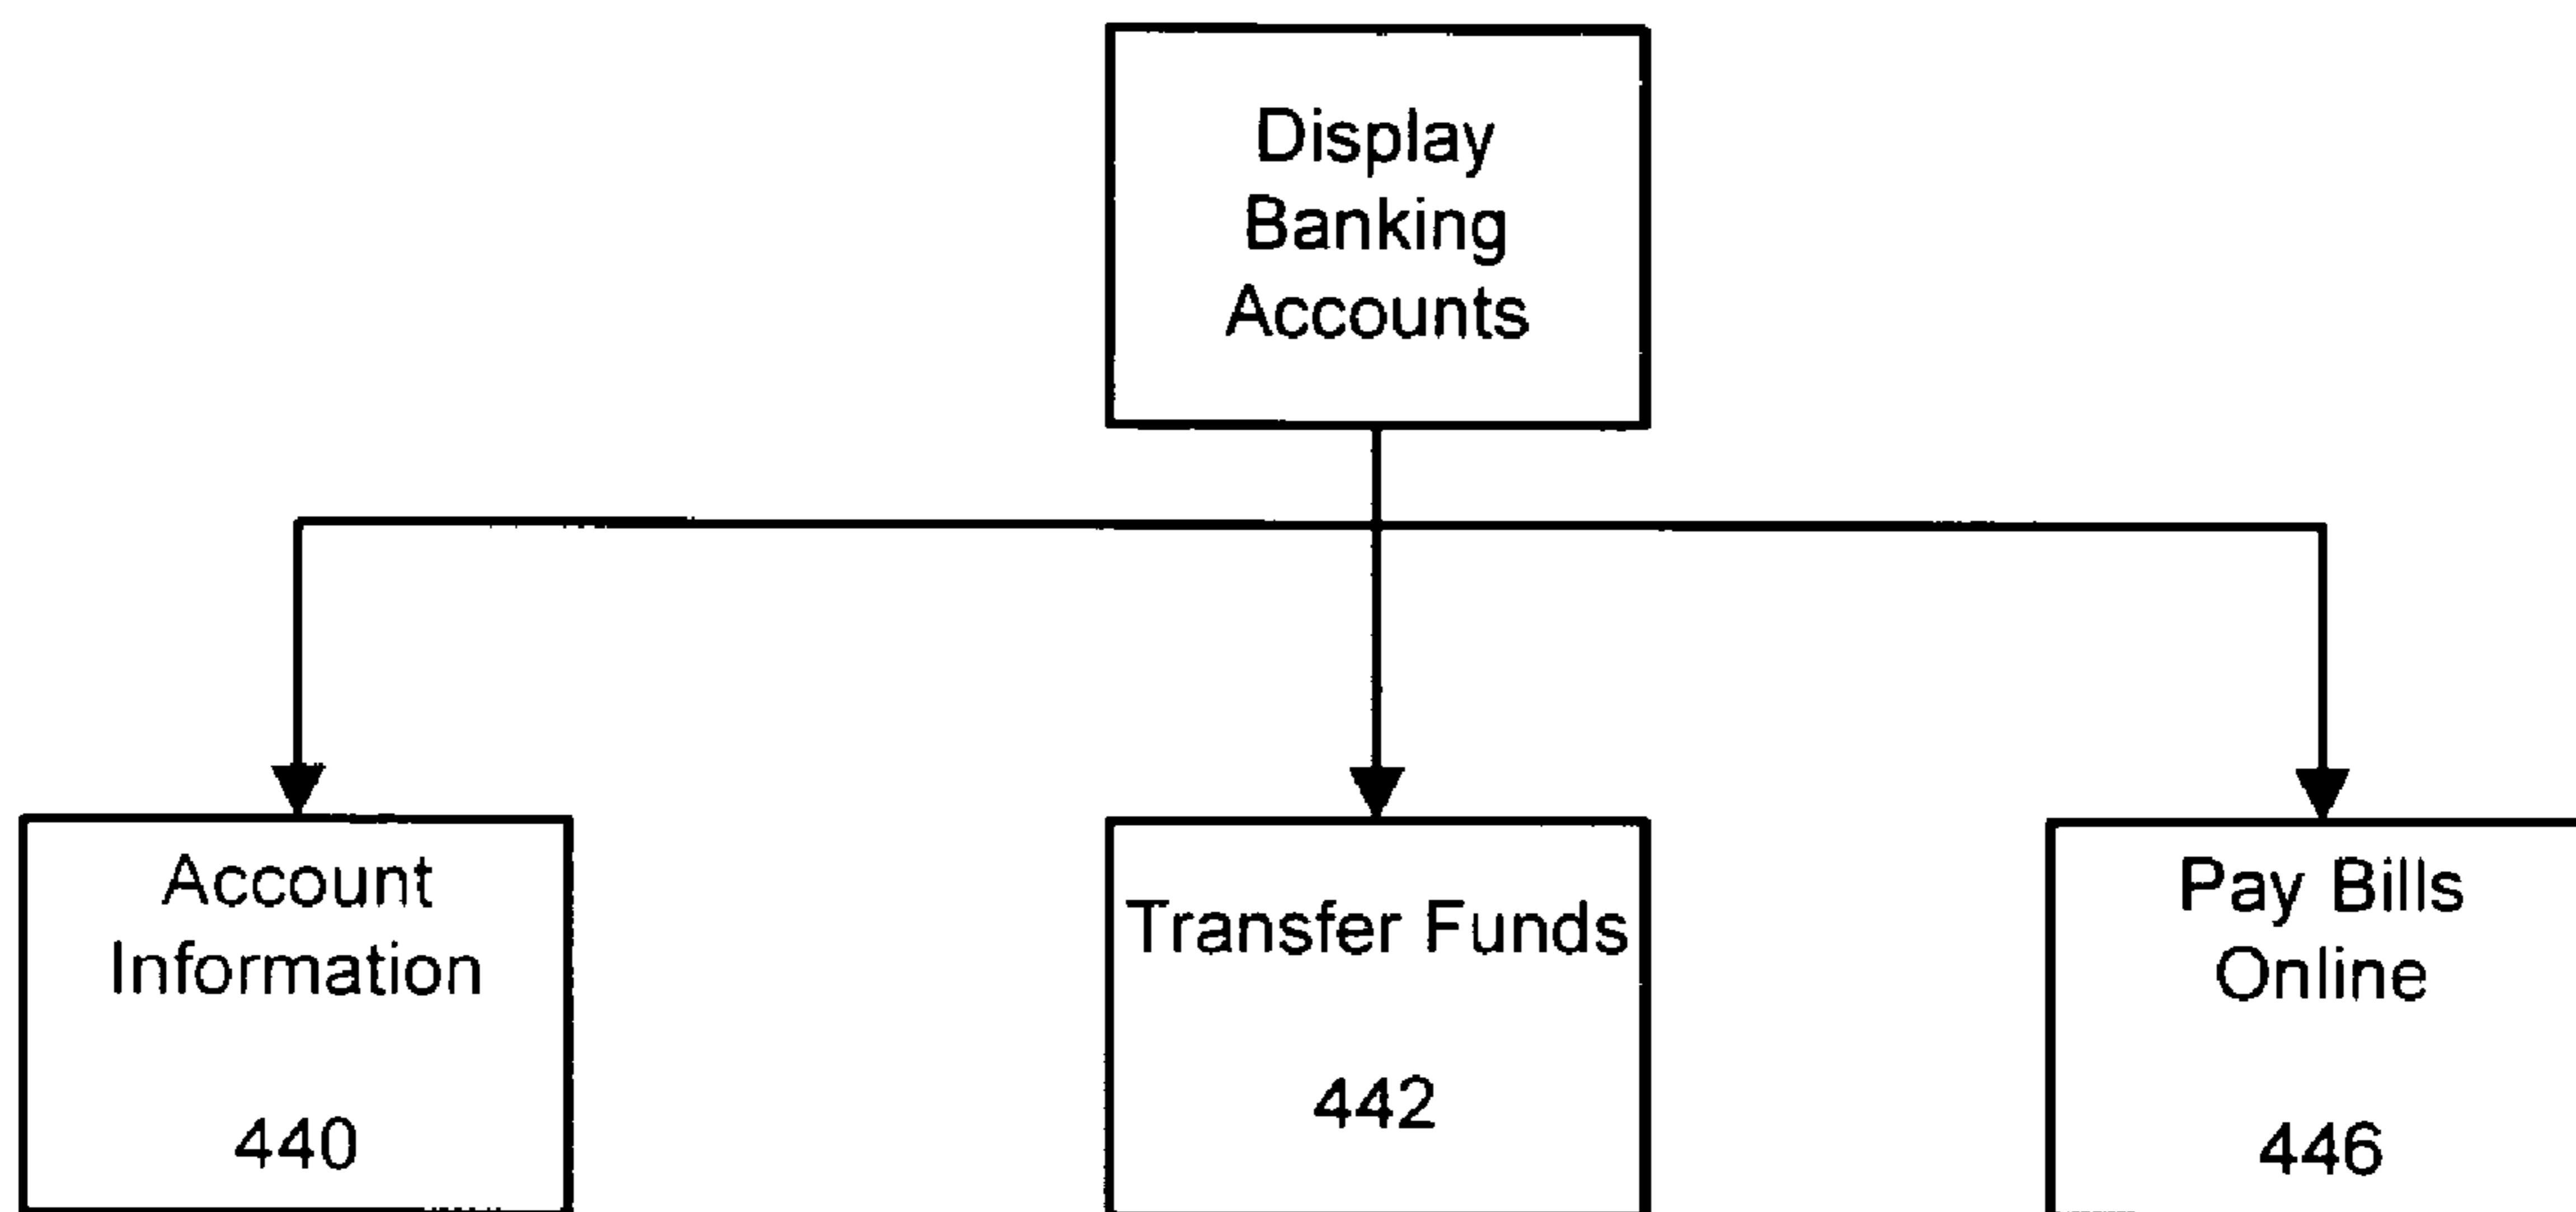 Display
Banking
Accounts
Account
Information
440
Transfer Funds
442
Pay Bills
Online
446